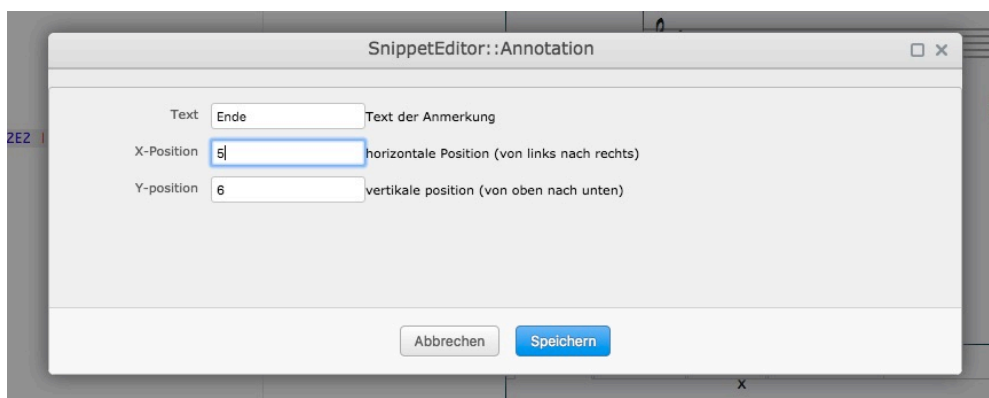 SnippetEditor::Annotation
Text Ende Text der Anmerkung
2E2 |
X-Position 5 horizontale Position (von links nach rechts)
Y-position 6 vertikale position (von oben nach unten)
Abbrechen Speichern
x